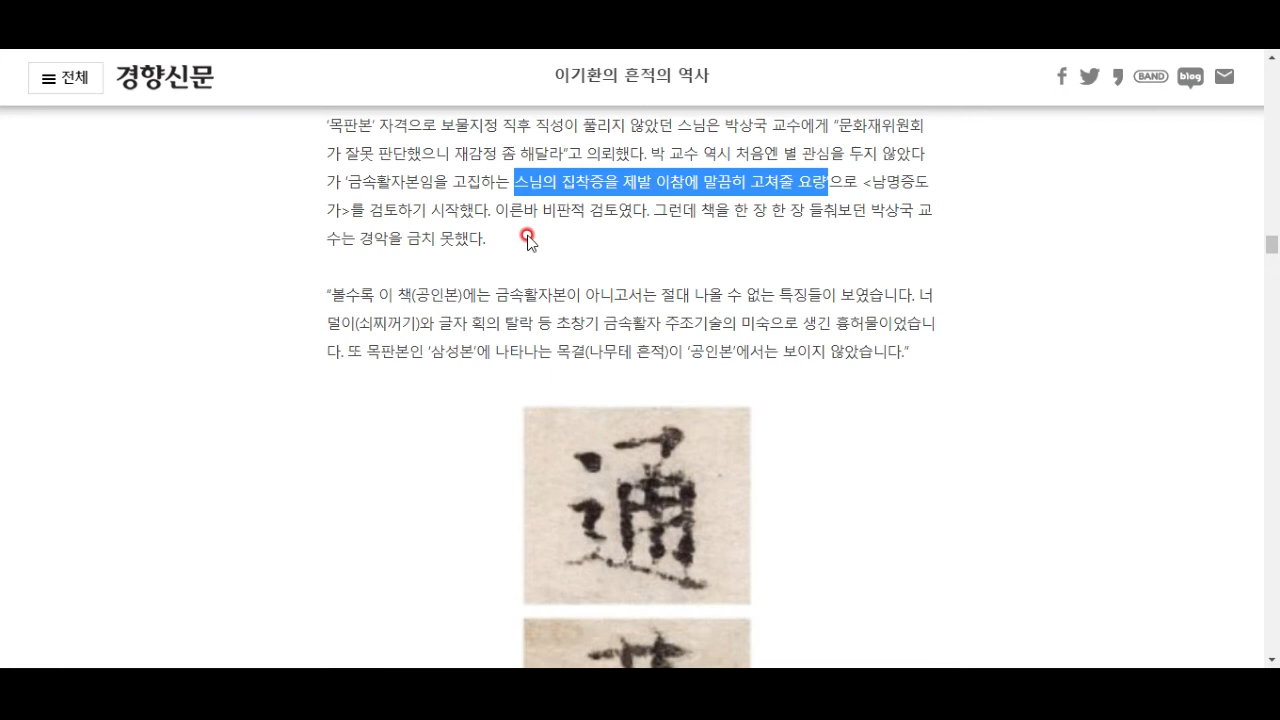 전체
경향신문
이기환의 흔적의 역사
BAND
blog
‘목판본’ 자격으로 보물지정 직후 직성이 풀리지 않았던 스님은 박상국 교수에게 “문화재위원회
가 잘못 판단했으니 재감정 좀 해달라”고 의뢰했다. 박 교수 역시 처음엔 별 관심을 두지 않았다
가 ‘금속활자본임을 고집하는 스님의 집착증을 제발 이참에 말끔히 고쳐줄 요량’으로 <남명증도
가>를 검토하기 시작했다. 이른바 비판적 검토였다. 그런데 책을 한 장 한 장 들춰보던 박상국 교
수는 경악을 금치 못했다.
“볼수록 이 책(공인본)에는 금속활자본이 아니고서는 절대 나올 수 없는 특징들이 보였습니다. 너
덜이(쇠찌꺼기)와 글자 획의 탈락 등 초창기 금속활자 주조기술의 미숙으로 생긴 흉허물이었습니
다. 또 목판본인 ‘삼성본’에 나타나는 목결(나무테 흔적)이 ‘공인본’에서는 보이지 않았습니다.”
通